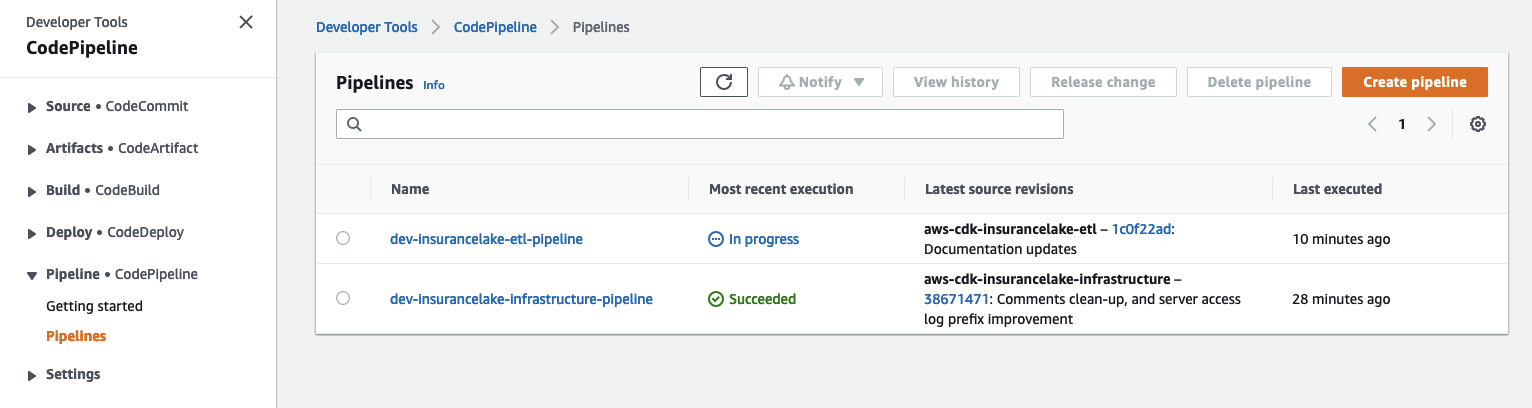 Developer Tools
CodePipeline
Source • CodeCommit
Artifacts • CodeArtifact
Build • CodeBuild
Deploy • CodeDeploy
Pipeline • CodePipeline
Getting started
Pipelines
Settings
Developer Tools > CodePipeline > Pipelines
Pipelines Info
Notify View history Release change Delete pipeline Create pipeline
1
Name Most recent execution Latest source revisions Last executed
dev-insurancelake-etl-pipeline In progress aws-cdk-insurancelake-etl – 1c0f22ad: 10 minutes ago
Documentation updates
dev-insurancelake-infrastructure-pipeline Succeeded aws-cdk-insurancelake-infrastructure – 28 minutes ago
38671471: Comments clean-up, and server access
log prefix improvement